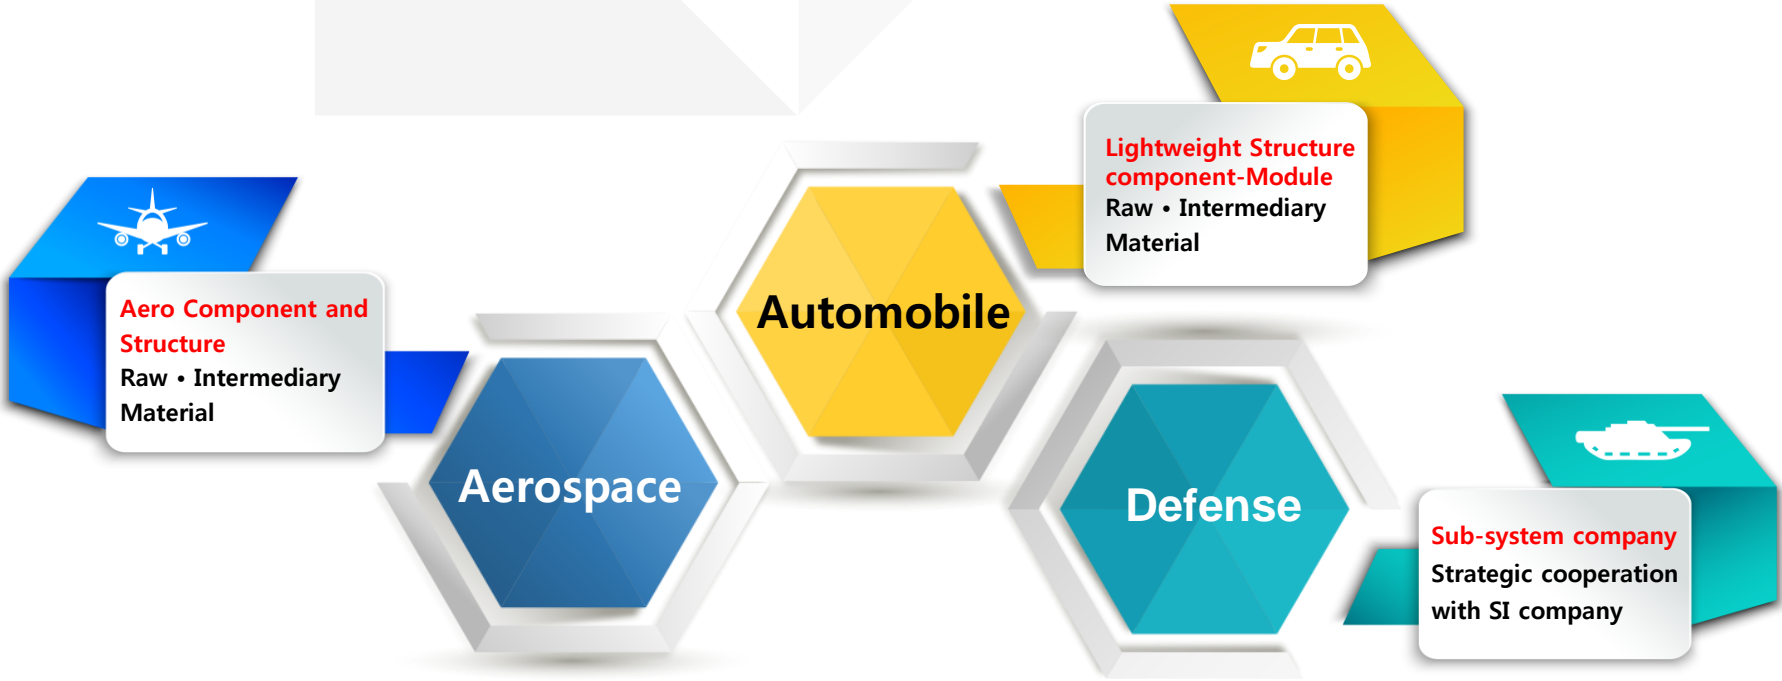 Lightweight Structure
component-Module
Raw • Intermediary
Material
Automobile
Aero Component and
Structure
Raw • Intermediary
Material
Aerospace
Defense
Sub-system company
Strategic cooperation
with SI company